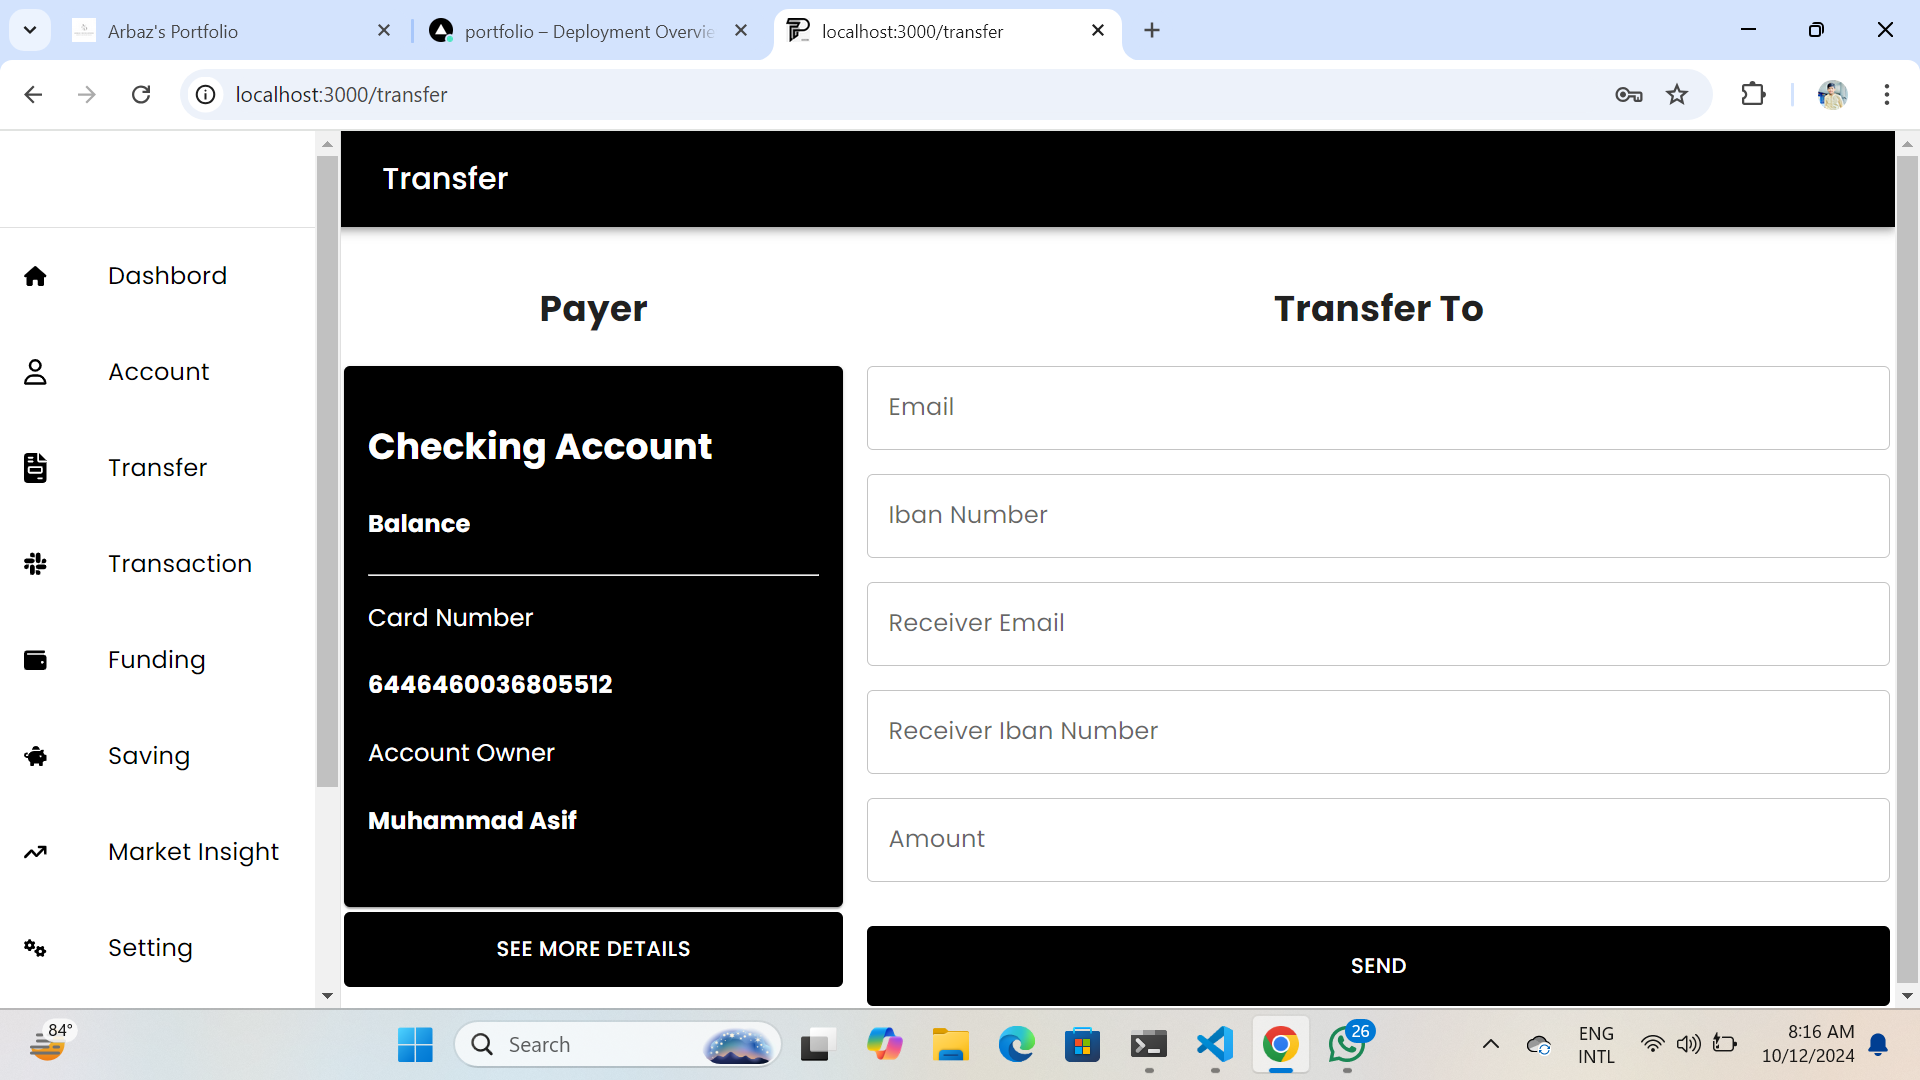 Arbaz's Portfolio
portfolio – Deployment Overvie
localhost:3000/transfer
localhost:3000/transfer
Transfer
Dashbord
Account
Transfer
Transaction
Funding
Saving
Market Insight
Setting
Payer
Checking Account
Balance
Card Number
6446460036805512
Account Owner
Muhammad Asif
SEE MORE DETAILS
Transfer To
Email
Iban Number
Receiver Email
Receiver Iban Number
Amount
SEND
84°
Search
26
ENG
INTL
8:16 AM
10/12/2024